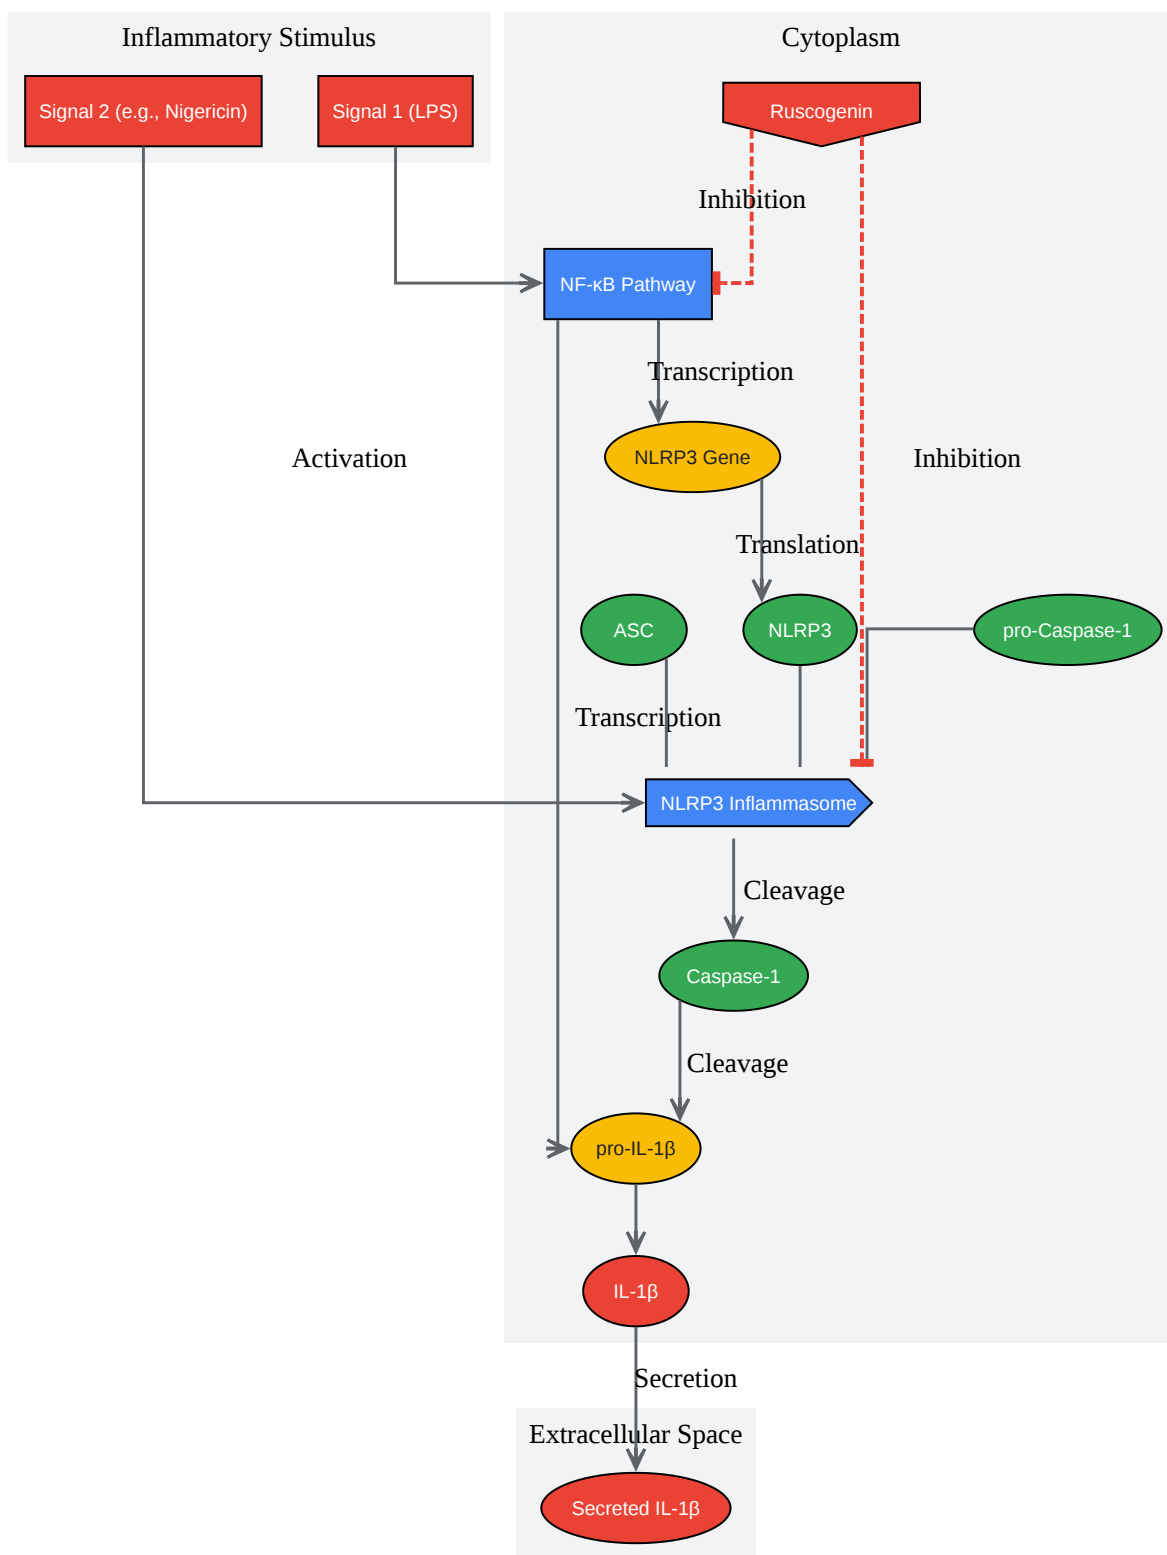 Inflammatory Stimulus
Cytoplasm
Signal 2 (e.g., Nigericin)
Signal 1 (LPS)
Ruscogenin
Inhibition
NF-κB Pathway
Transcription
NLRP3 Gene
Activation
Inhibition
Translation
ASC
NLRP3
pro-Caspase-1
Transcription
NLRP3 Inflammasome
Cleavage
Caspase-1
Cleavage
pro-IL-1β
IL-1β
Secretion
Extracellular Space
Secreted IL-1β